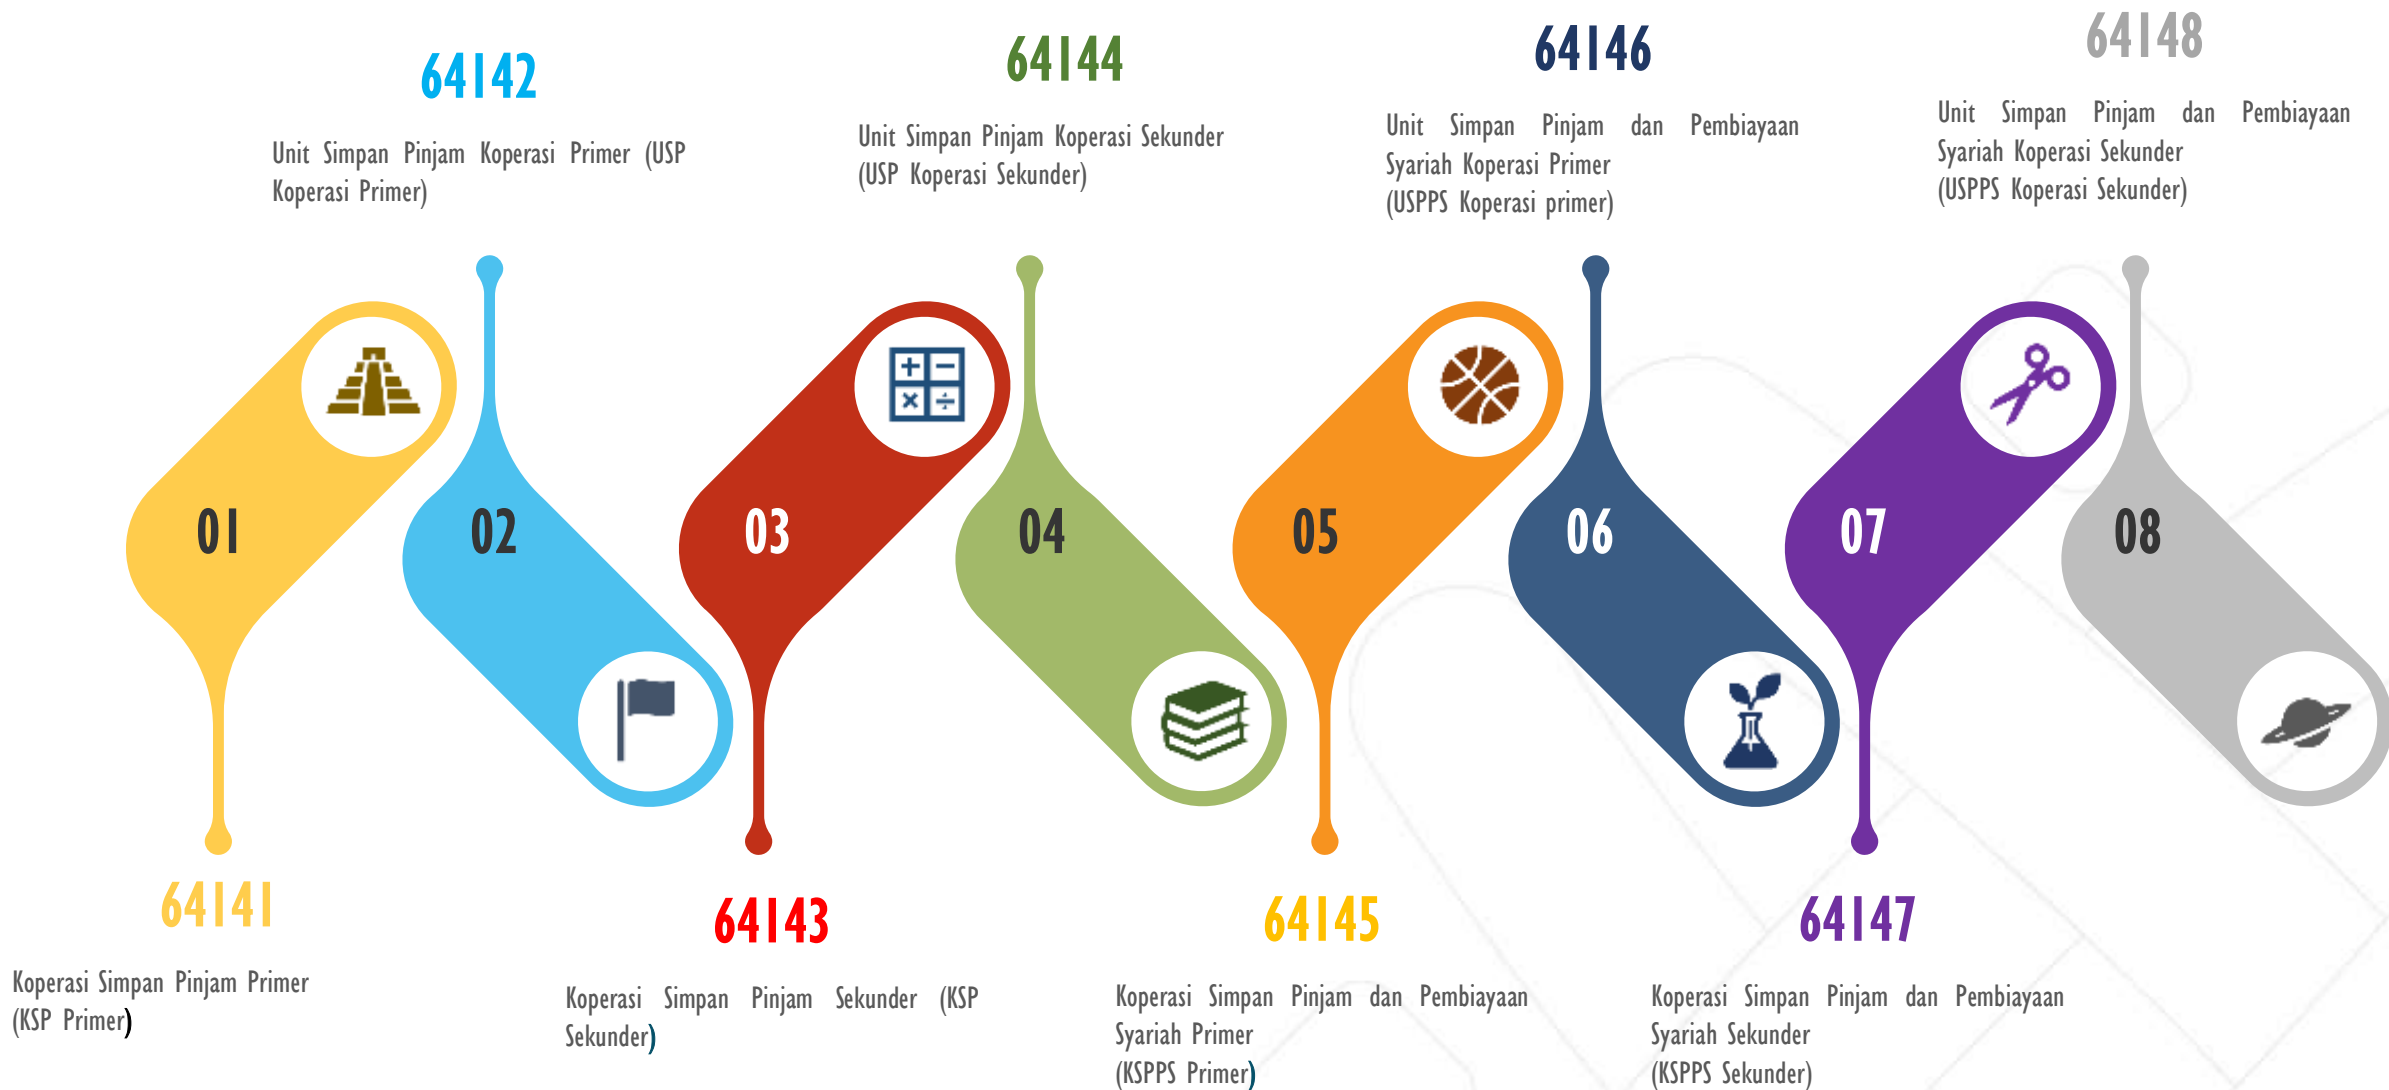 64142
Unit Simpan Pinjam Koperasi Primer (USP
Koperasi Primer)
64144
Unit Simpan Pinjam Koperasi Sekunder
(USP Koperasi Sekunder)
64146
Unit Simpan Pinjam dan Pembiayaan
Syariah Koperasi Primer
(USPPS Koperasi primer)
64148
Unit Simpan Pinjam dan Pembiayaan
Syariah Koperasi Sekunder
(USPPS Koperasi Sekunder)
01
02
03
04
05
06
07
08
64141
Koperasi Simpan Pinjam Primer
(KSP Primer)
64143
Koperasi Simpan Pinjam Sekunder (KSP
Sekunder)
64145
Koperasi Simpan Pinjam dan Pembiayaan
Syariah Primer
(KSPPS Primer)
64147
Koperasi Simpan Pinjam dan Pembiayaan
Syariah Sekunder
(KSPPS Sekunder)